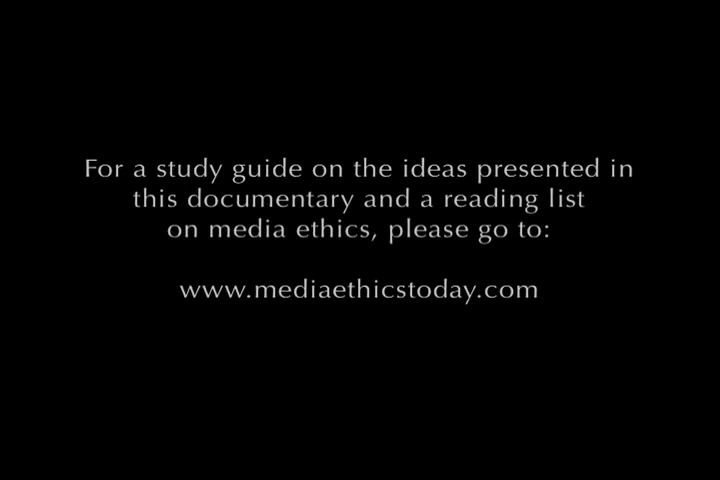 For a study guide on the ideas presented in
this documentary and a reading list
on media ethics, please go to:
www.mediaethicstoday.com